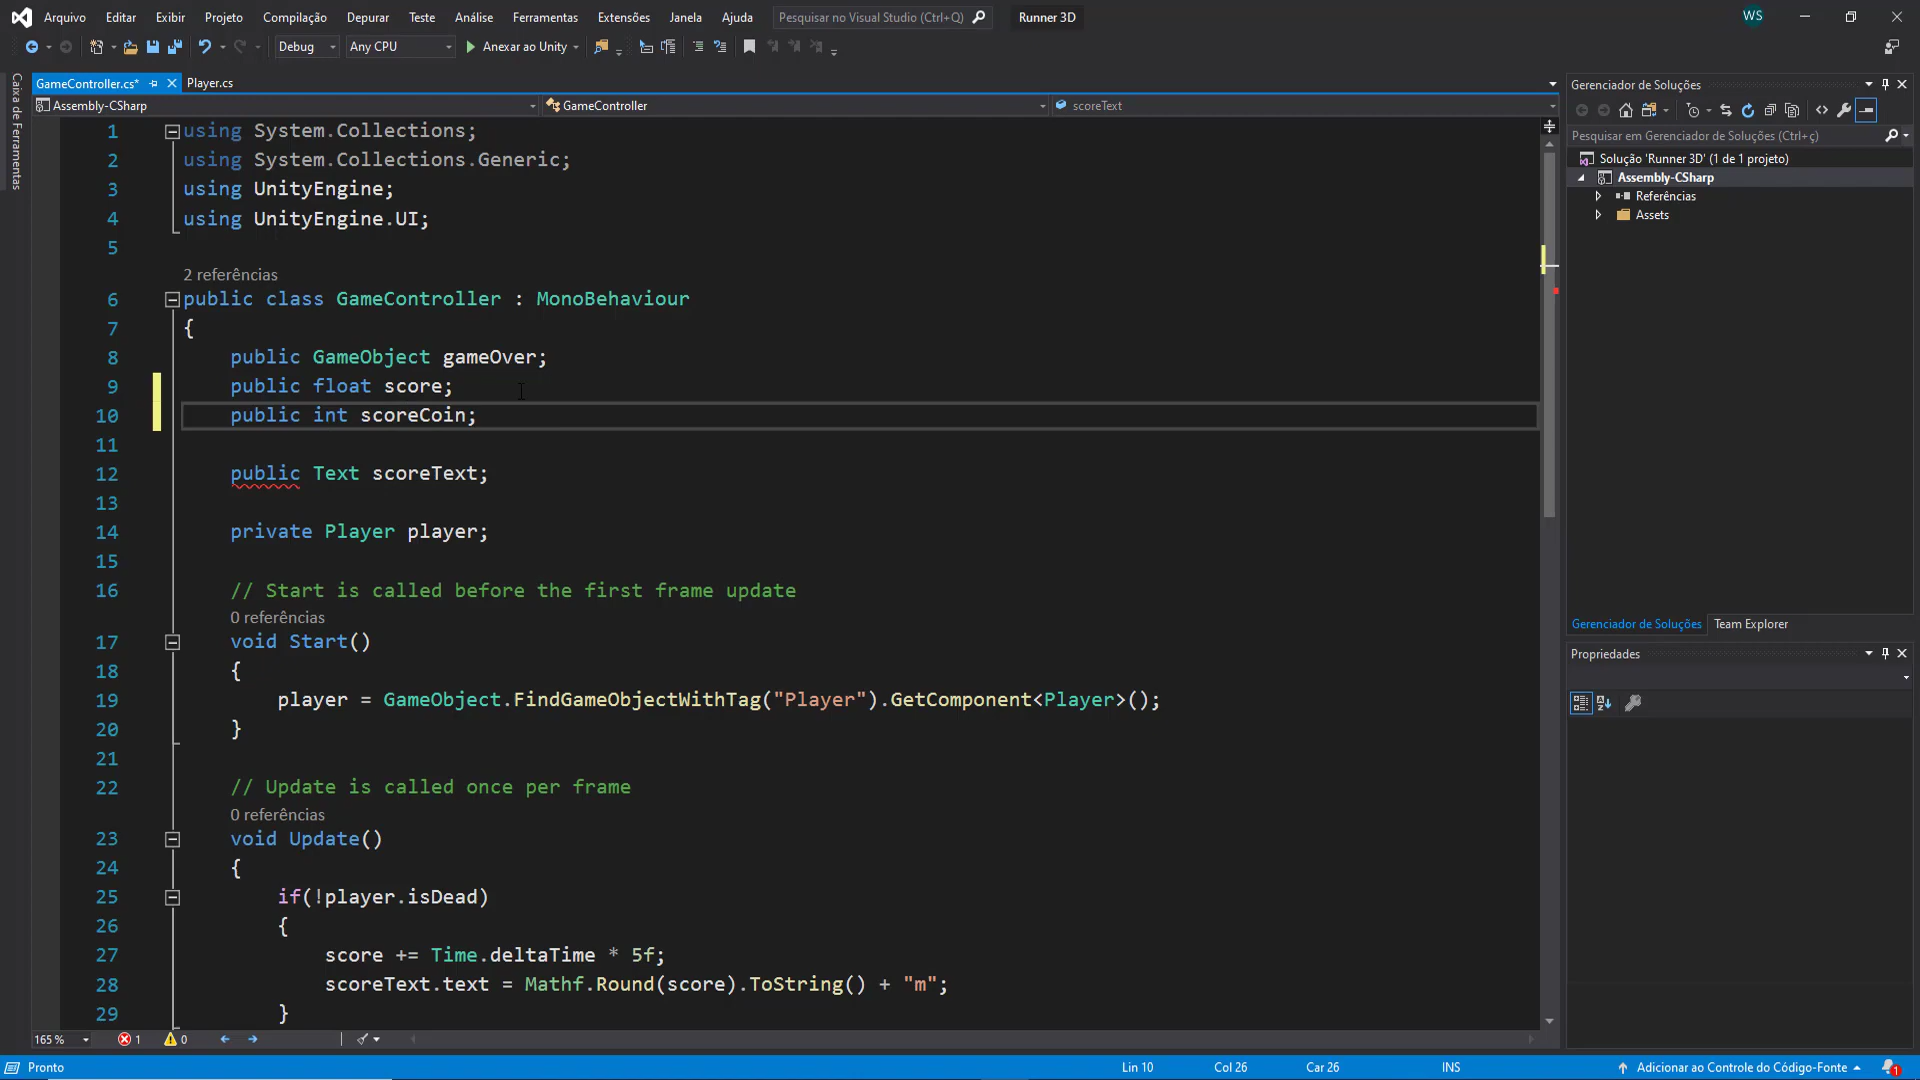 Arquivo Editar Exibir Projeto Compilação Depurar Teste Análise Ferramentas Extensões Janela Ajuda Pesquisar no Visual Studio (Ctrl+Q) Runner 3D WS
Debug Any CPU Anexar ao Unity
Caixa de Ferramentas
GameController.cs* Player.cs
Assembly-CSharp GameController scoreText
1 using System.Collections;
2 using System.Collections.Generic;
3 using UnityEngine;
4 using UnityEngine.UI;
5
2 referências
6 public class GameController : MonoBehaviour
7 {
8 public GameObject gameOver;
9 public float score;
10 public int scoreCoin;
11
12 public Text scoreText;
13
14 private Player player;
15
16 // Start is called before the first frame update
0 referências
17 void Start()
18 {
19 player = GameObject.FindGameObjectWithTag("Player").GetComponent<Player>();
20 }
21
22 // Update is called once per frame
0 referências
23 void Update()
24 {
25 if(!player.isDead)
26 {
27 score += Time.deltaTime * 5f;
28 scoreText.text = Mathf.Round(score).ToString() + "m";
29 }
165 % 1 0
Gerenciador de Soluções
Pesquisar em Gerenciador de Soluções (Ctrl+ç)
Solução 'Runner 3D' (1 de 1 projeto)
Assembly-CSharp
Referências
Assets
Gerenciador de Soluções Team Explorer
Propriedades
Pronto Lin 10 Col 26 Car 26 INS Adicionar ao Controle do Código-Fonte 1